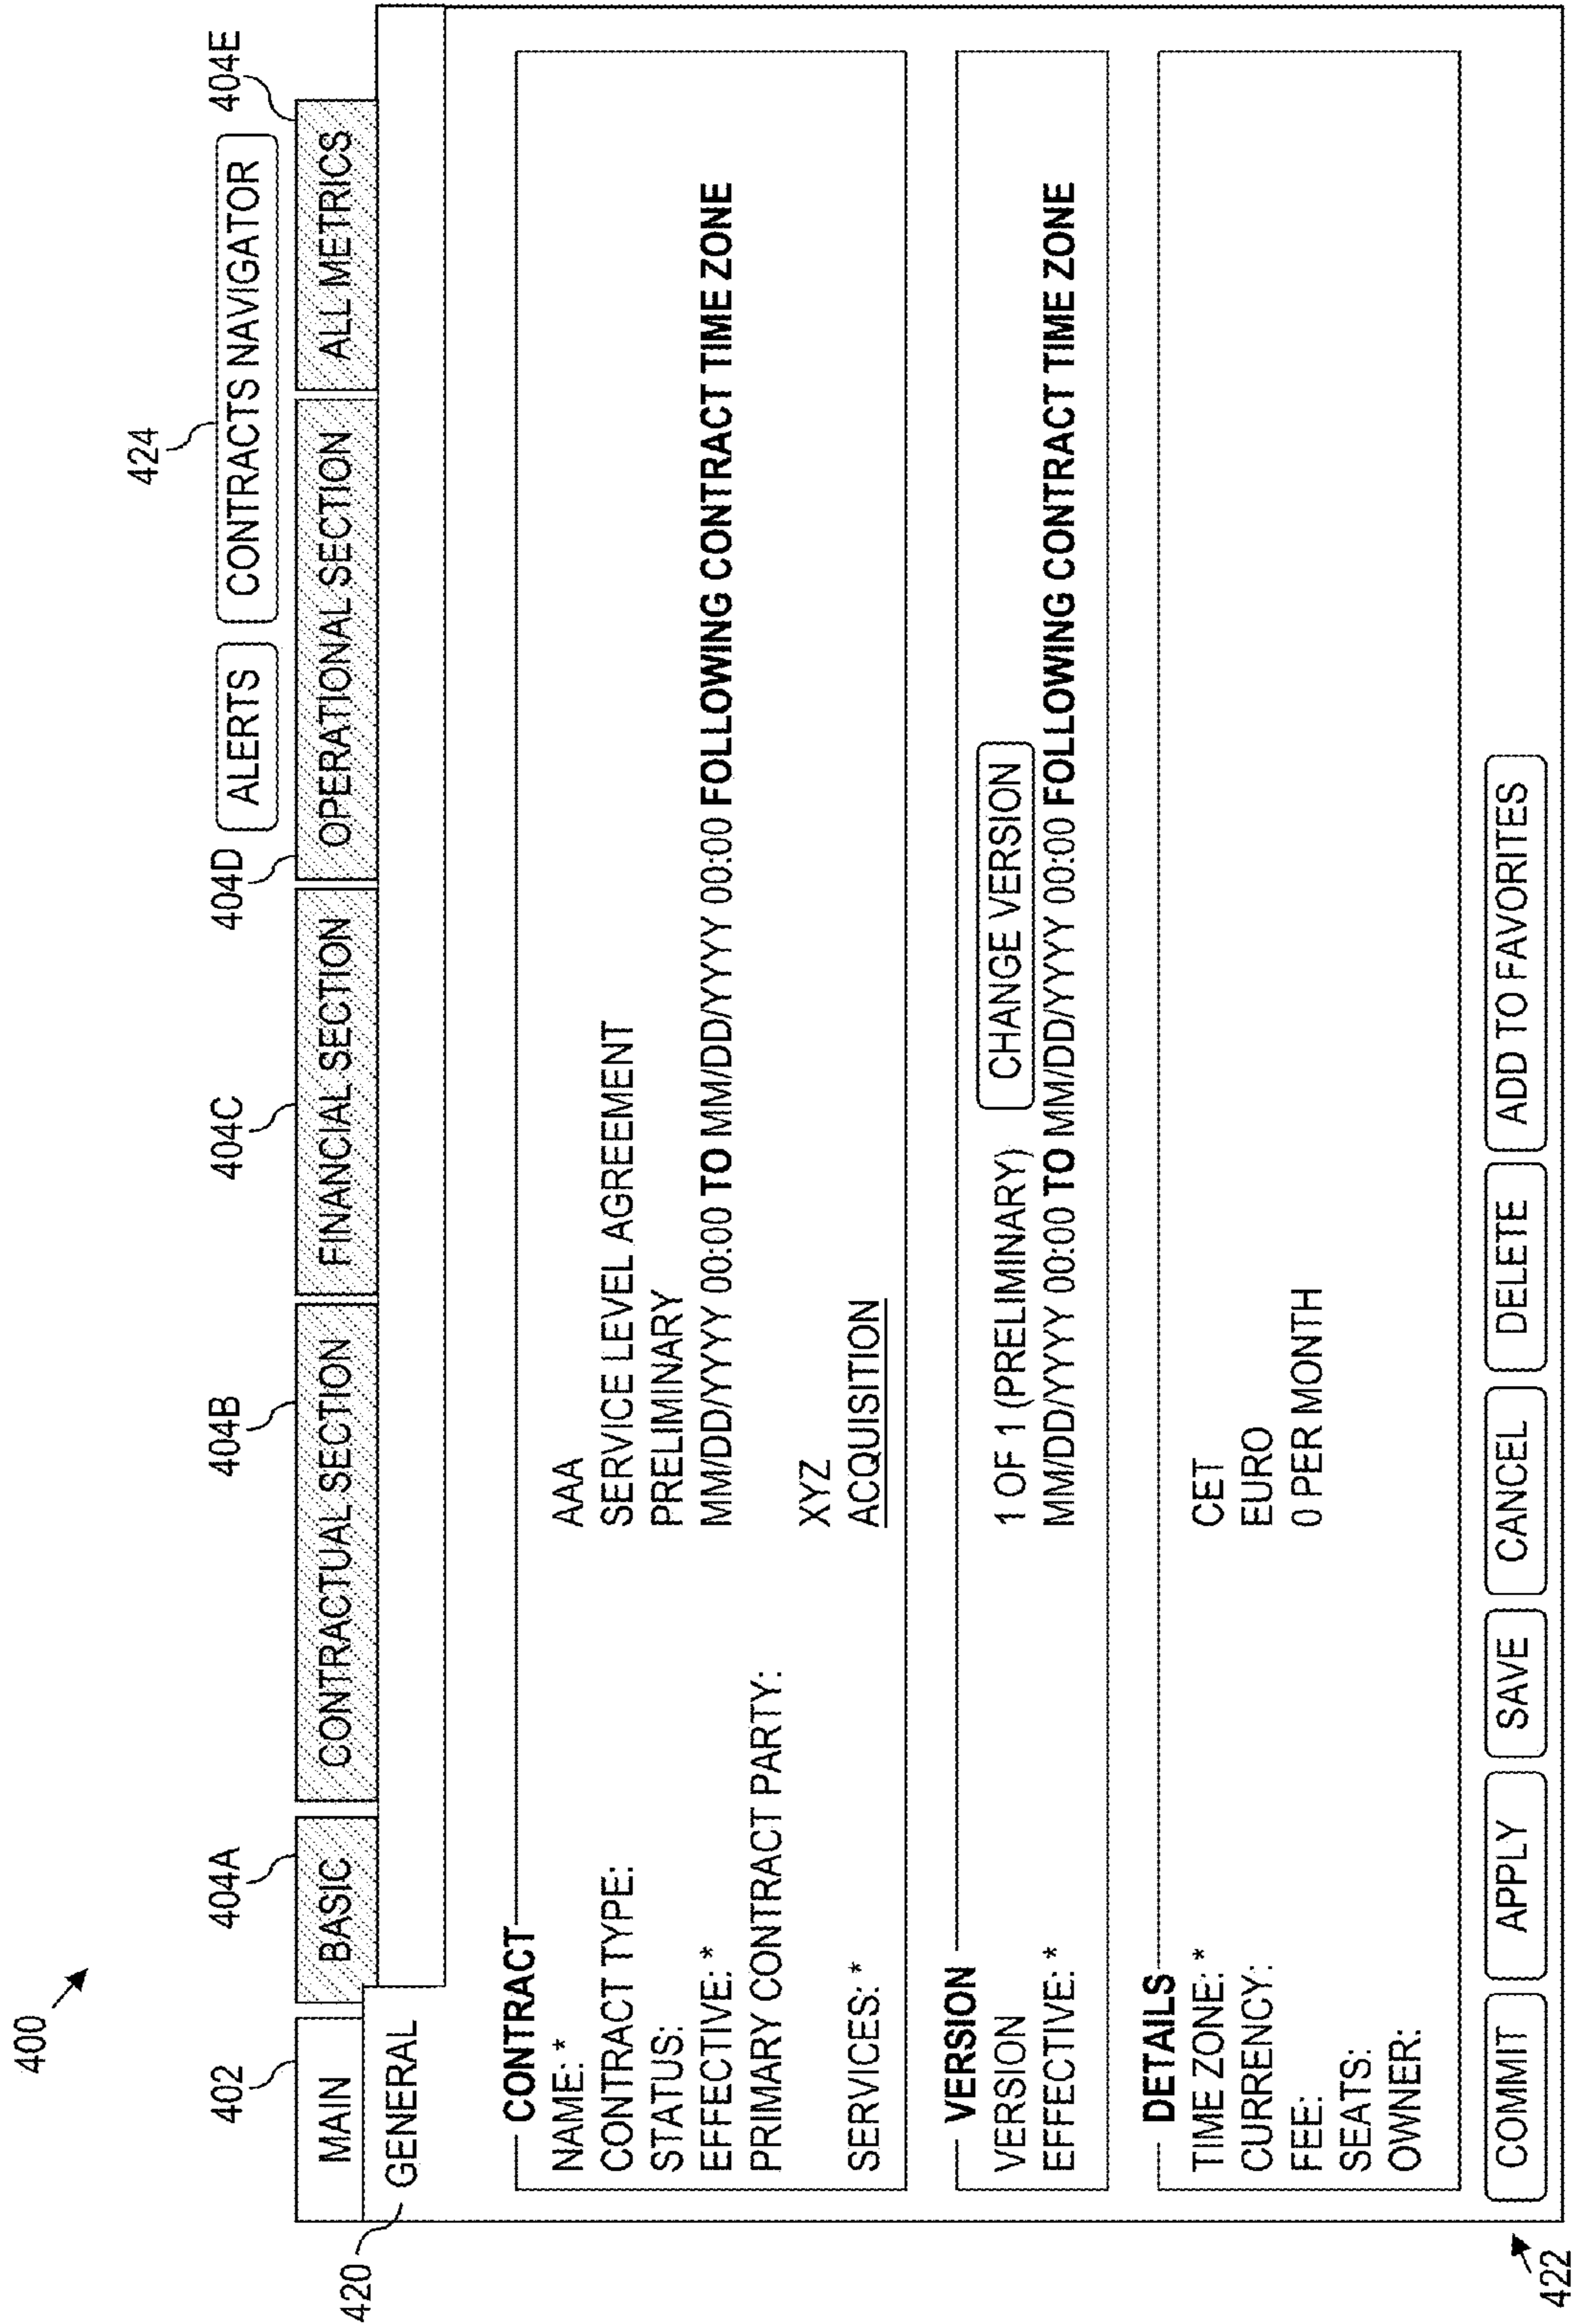 400
424
402
404A
404B
404C
404D
404E
ALERTS CONTRACTS NAVIGATOR
MAIN BASIC CONTRACTUAL SECTION FINANCIAL SECTION OPERATIONAL SECTION ALL METRICS
420 GENERAL
CONTRACT
NAME: * AAA
CONTRACT TYPE: SERVICE LEVEL AGREEMENT
STATUS: PRELIMINARY
EFFECTIVE: * MM/DD/YYYY 00:00 TO MM/DD/YYYY 00:00 FOLLOWING CONTRACT TIME ZONE
PRIMARY CONTRACT PARTY:
XYZ
SERVICES: * ACQUISITION
VERSION
VERSION 1 OF 1 (PRELIMINARY) CHANGE VERSION
EFFECTIVE: * MM/DD/YYYY 00:00 TO MM/DD/YYYY 00:00 FOLLOWING CONTRACT TIME ZONE
DETAILS
TIME ZONE: * CET
CURRENCY: EURO
FEE: 0 PER MONTH
SEATS:
OWNER:
COMMIT APPLY SAVE CANCEL DELETE ADD TO FAVORITES
422